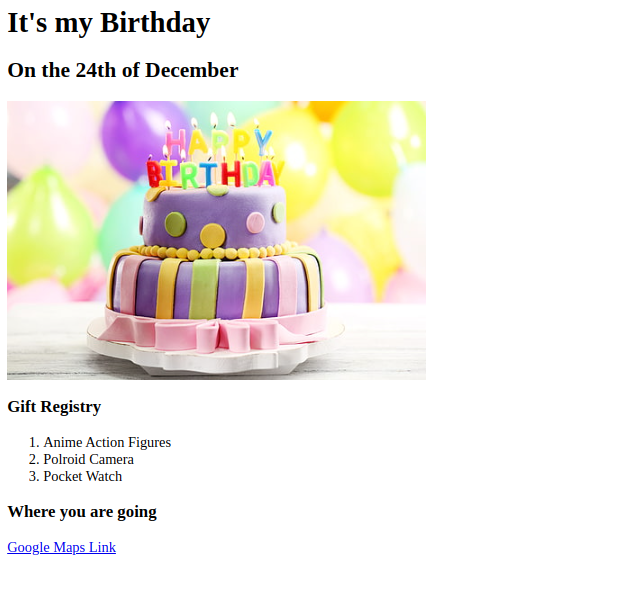 It's my Birthday
On the 24th of December
HAPPY
BIRTHDAY
Gift Registry
1. Anime Action Figures
2. Polroid Camera
3. Pocket Watch
Where you are going
Google Maps Link